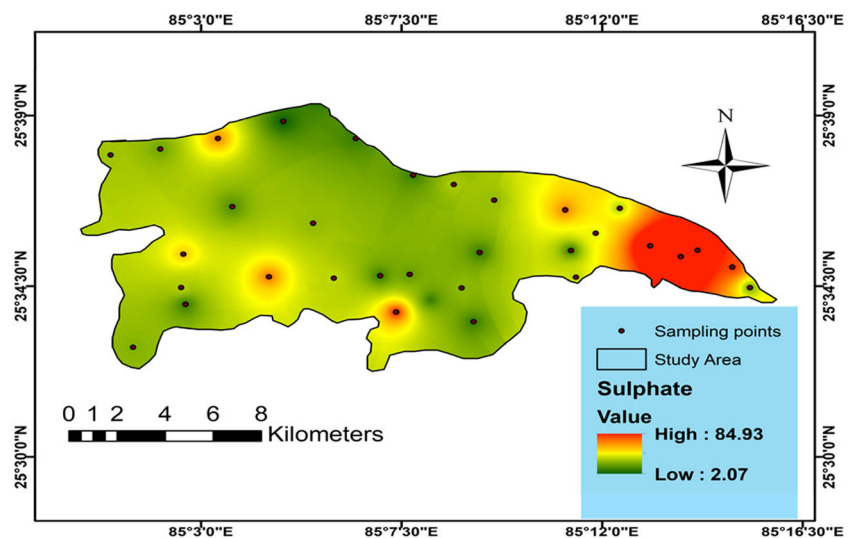 85°3'0"E 85°7'30"E 85°12'0"E 85°16'30"E
25°39'0"N 25°39'0"N
N
25°34'30"N 25°34'30"N
Sampling points
Study Area
Sulphate
Value
High : 84.93
Low : 2.07
0 1 2 4 6 8
Kilometers
25°30'0"N 25°30'0"N
85°3'0"E 85°7'30"E 85°12'0"E 85°16'30"E